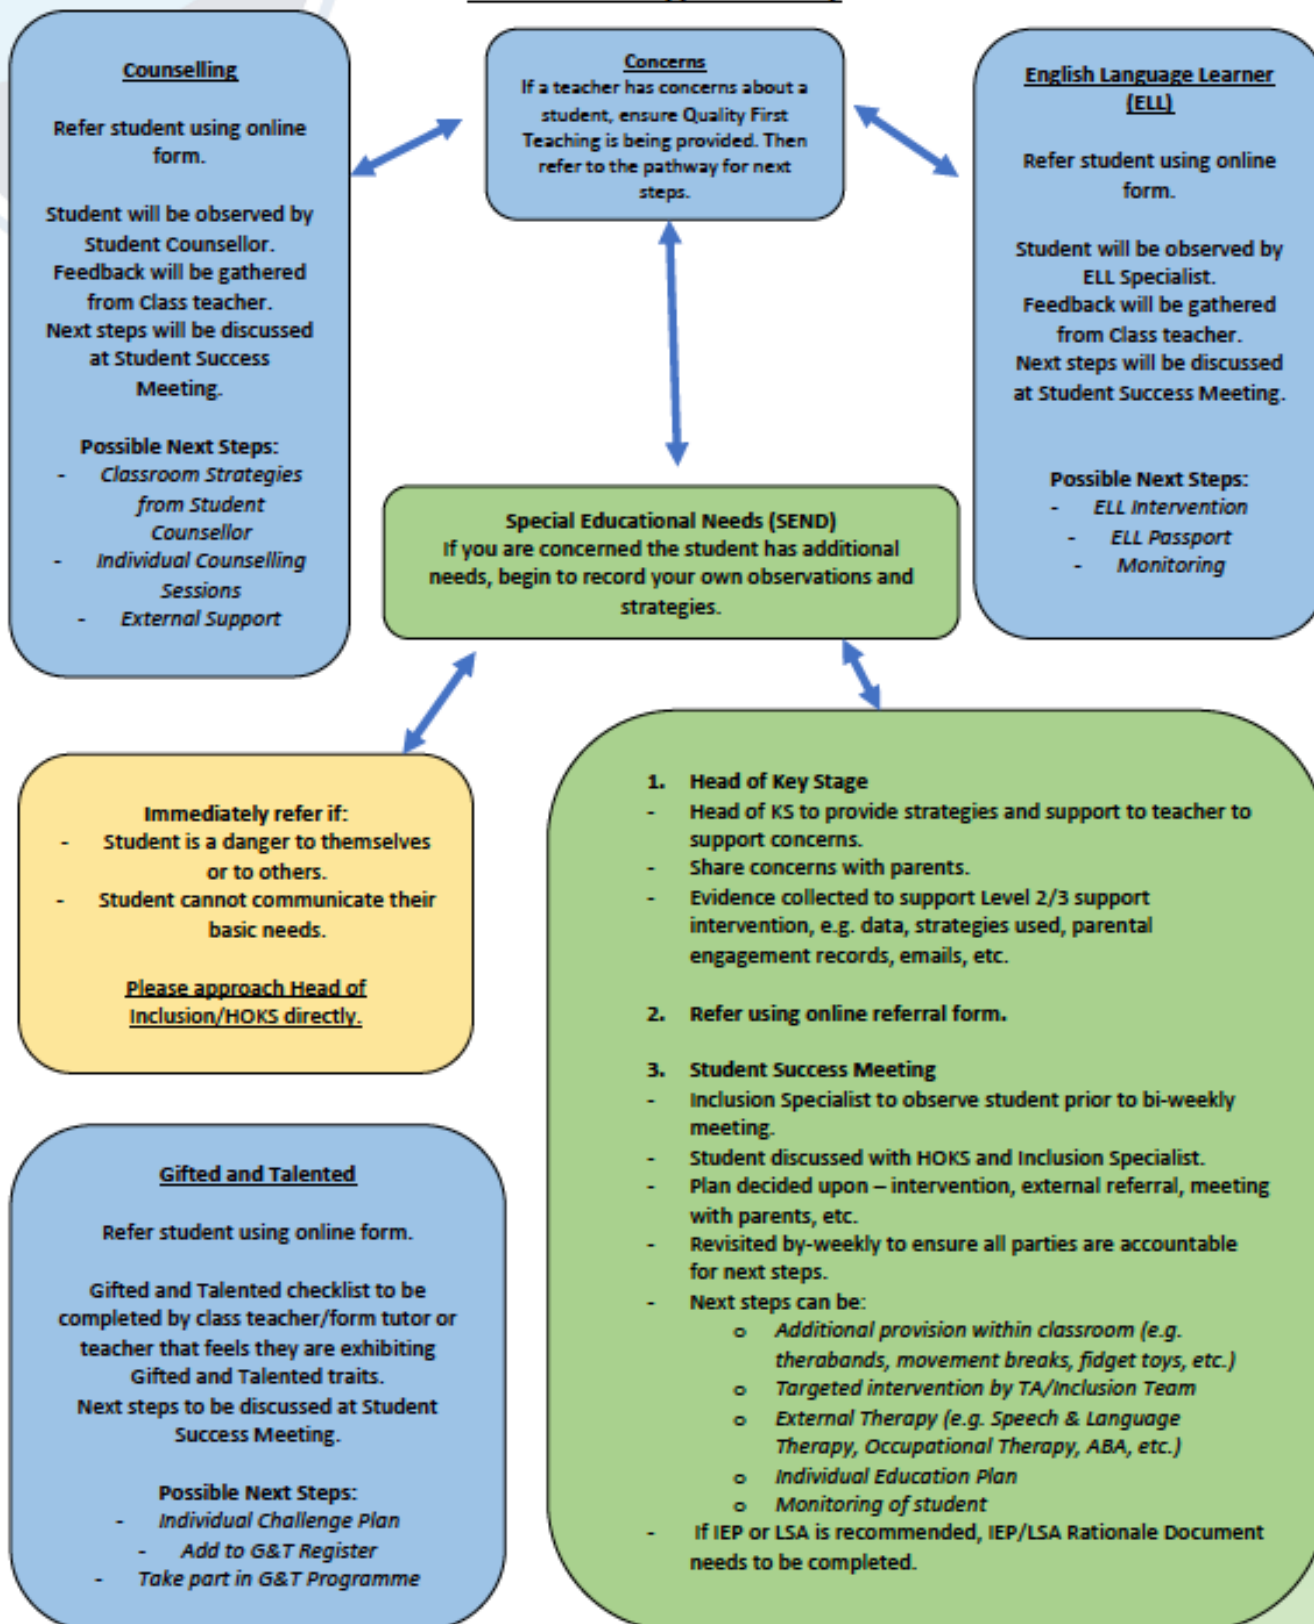 Counselling
Refer student using online
form.
Student will be observed by
Student Counsellor.
Feedback will be gathered
from Class teacher.
Next steps will be discussed
at Student Success
Meeting.
Possible Next Steps:
- Classroom Strategies
from Student
Counsellor
- Individual Counselling
Sessions
- External Support
Concerns
If a teacher has concerns about a
student, ensure Quality First
Teaching is being provided. Then
refer to the pathway for next
steps.
English Language Learner
(ELL)
Refer student using online
form.
Student will be observed by
ELL Specialist.
Feedback will be gathered
from Class teacher.
Next steps will be discussed
at Student Success Meeting.
Possible Next Steps:
- ELL Intervention
- ELL Passport
- Monitoring
Special Educational Needs (SEND)
If you are concerned the student has additional
needs, begin to record your own observations and
strategies.
Immediately refer if:
- Student is a danger to themselves
or to others.
- Student cannot communicate their
basic needs.
Please approach Head of
Inclusion/HOKS directly.
1. Head of Key Stage
- Head of KS to provide strategies and support to teacher to
support concerns.
- Share concerns with parents.
- Evidence collected to support Level 2/3 support
intervention, e.g. data, strategies used, parental
engagement records, emails, etc.
2. Refer using online referral form.
3. Student Success Meeting
- Inclusion Specialist to observe student prior to bi-weekly
meeting.
- Student discussed with HOKS and Inclusion Specialist.
- Plan decided upon – intervention, external referral, meeting
with parents, etc.
- Revisited by-weekly to ensure all parties are accountable
for next steps.
- Next steps can be:
o Additional provision within classroom (e.g.
therabands, movement breaks, fidget toys, etc.)
o Targeted intervention by TA/Inclusion Team
o External Therapy (e.g. Speech & Language
Therapy, Occupational Therapy, ABA, etc.)
o Individual Education Plan
o Monitoring of student
- If IEP or LSA is recommended, IEP/LSA Rationale Document
needs to be completed.
Gifted and Talented
Refer student using online form.
Gifted and Talented checklist to be
completed by class teacher/form tutor or
teacher that feels they are exhibiting
Gifted and Talented traits.
Next steps to be discussed at Student
Success Meeting.
Possible Next Steps:
- Individual Challenge Plan
- Add to G&T Register
- Take part in G&T Programme